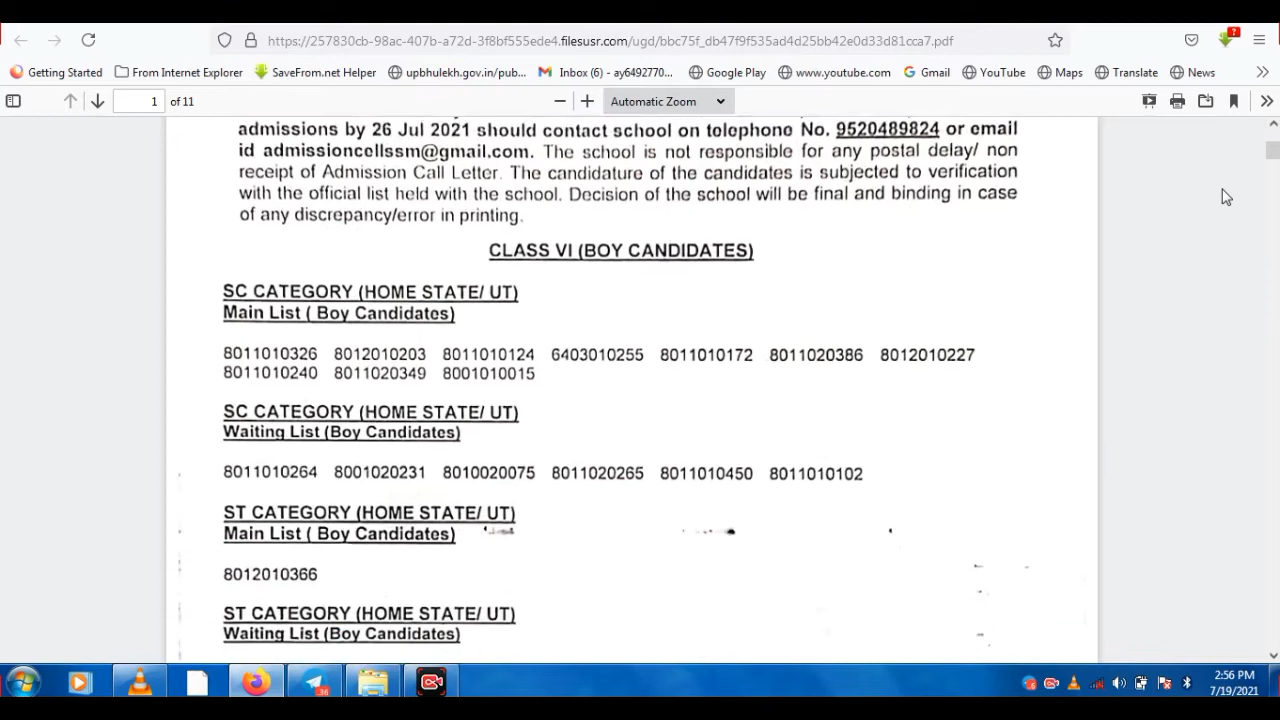 https://257830cb-98ac-407b-a72d-3f8bf555ede4.filesusr.com/ugd/bbc75f_db47f9f535ad4d25bb42e0d33d81cca7.pdf
?
Getting Started From Internet Explorer SaveFrom.net Helper upbhulekh.gov.in/pub... Inbox (6) - ay6492770... Google Play www.youtube.com Gmail YouTube Maps Translate News
1 of 11 Automatic Zoom
admissions by 26 Jul 2021 should contact school on telephone No. 9520489824 or email
id admissioncellssm@gmail.com. The school is not responsible for any postal delay/ non
receipt of Admission Call Letter. The candidature of the candidates is subjected to verification
with the official list held with the school. Decision of the school will be final and binding in case
of any discrepancy/error in printing.
CLASS VI (BOY CANDIDATES)
SC CATEGORY (HOME STATE/ UT)
Main List ( Boy Candidates)
8011010326 8012010203 8011010124 6403010255 8011010172 8011020386 8012010227
8011010240 8011020349 8001010015
SC CATEGORY (HOME STATE/ UT)
Waiting List (Boy Candidates)
8011010264 8001020231 8010020075 8011020265 8011010450 8011010102
ST CATEGORY (HOME STATE/ UT)
Main List ( Boy Candidates)
8012010366
ST CATEGORY (HOME STATE/ UT)
Waiting List (Boy Candidates)
36
2:56 PM
7/19/2021